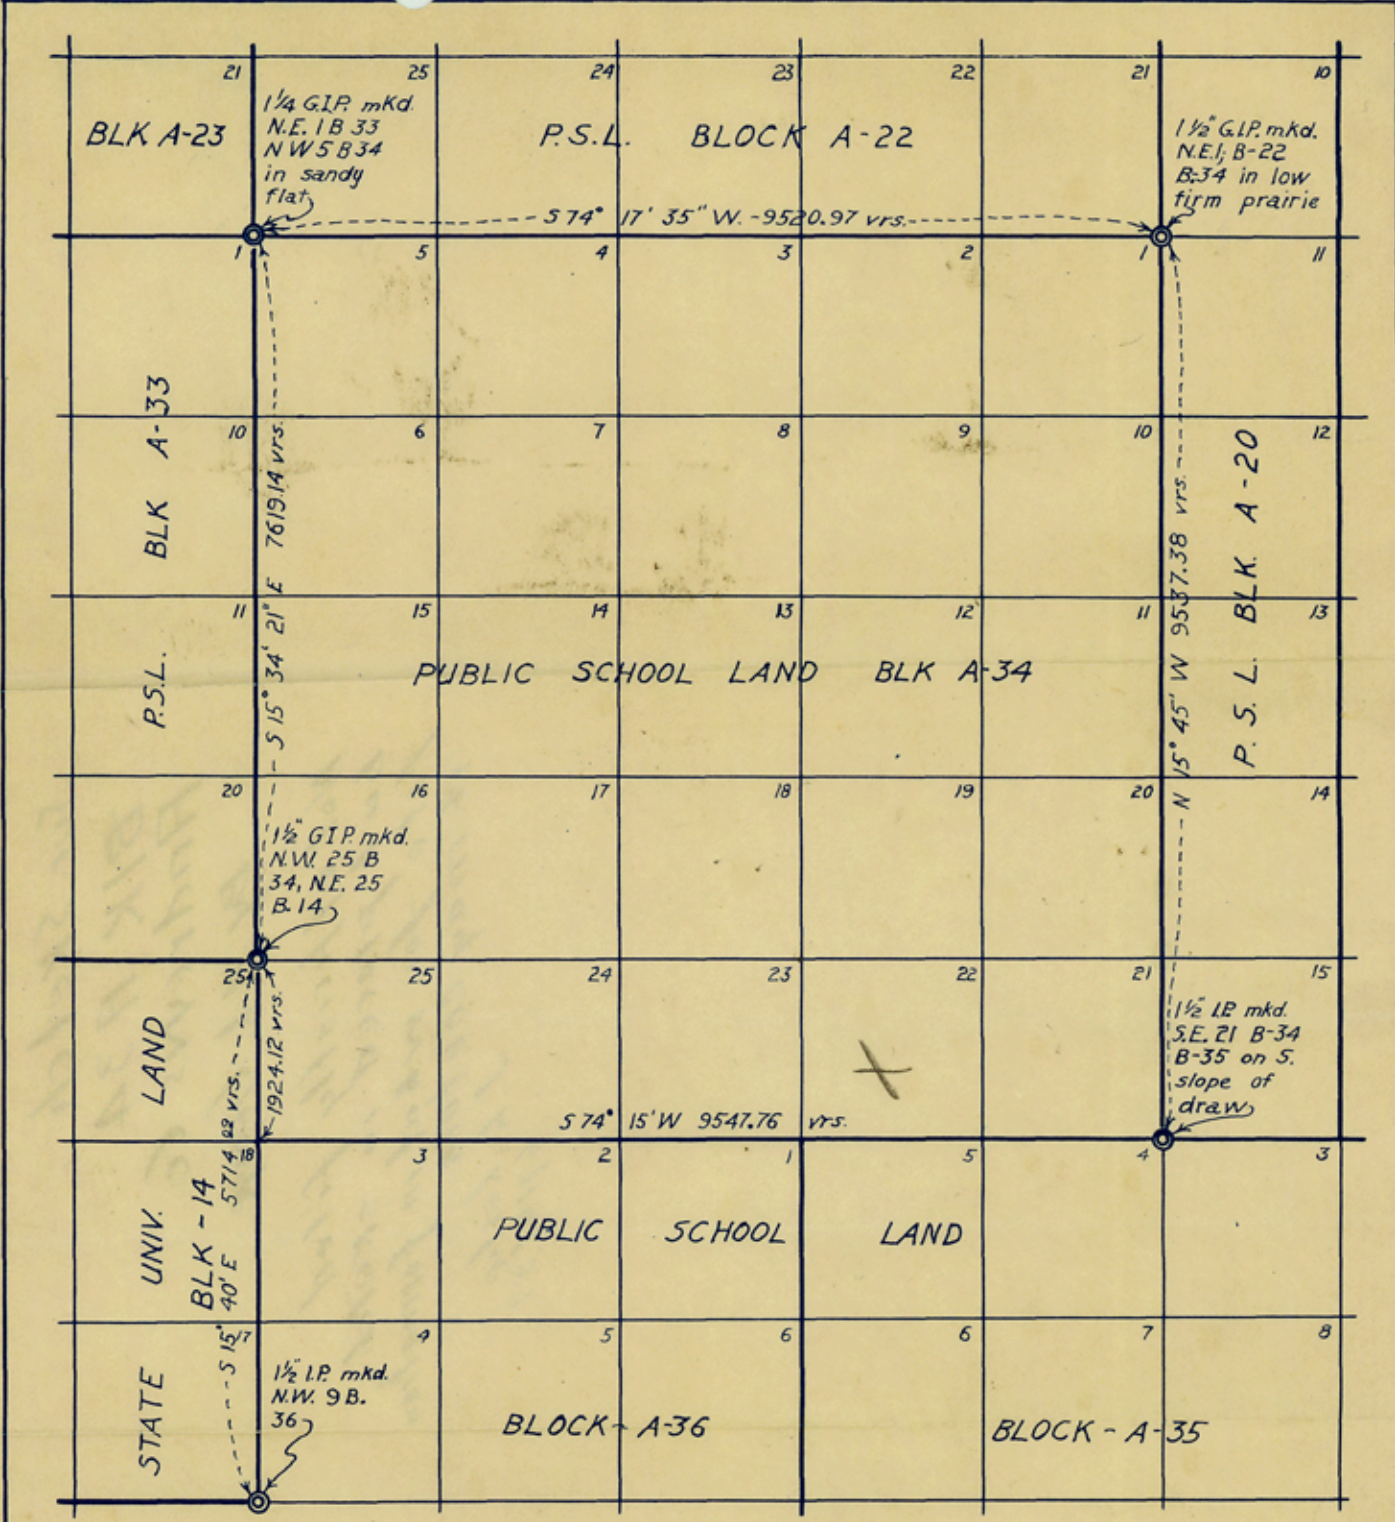 21 25 24 23 22 21 10
BLK A-23
1¼ G.I.P. mkd.
N.E. 1 B 33
N W 5 B 34
in sandy
flat
P.S.L. BLOCK A-22
1½" G.I.P. mkd.
N.E.1; B-22
B-34 in low
firm prairie
S 74° 17' 35" W. -9520.97 vrs.
1 5 4 3 2 1 11
10 6 7 8 9 10 12
P.S.L. BLK A-33
S 15° 34' 21" E 7619.14 vrs.
N 15° 45' W 9537.38 vrs.
P. S. L. BLK. A-20
11 15 14 13 12 11 13
PUBLIC SCHOOL LAND BLK A-34
20 16 17 18 19 20 14
1½" G I P. mkd.
N.W. 25 B
34, N.E. 25
B. 14
25 25 24 23 22 21 15
1½" I.P. mkd.
S.E. 21 B-34
B-35 on S.
slope of
draw
1924.12 vrs.
S 74° 15' W 9547.76 vrs.
18 3 2 1 5 4 3
STATE UNIV. LAND
BLK - 14
S 15° 40' E 5714 22 vrs.
PUBLIC SCHOOL LAND
17 4 5 6 6 7 8
1½" I.P. mkd.
N.W. 9 B.
36
BLOCK - A-36
BLOCK - A-35